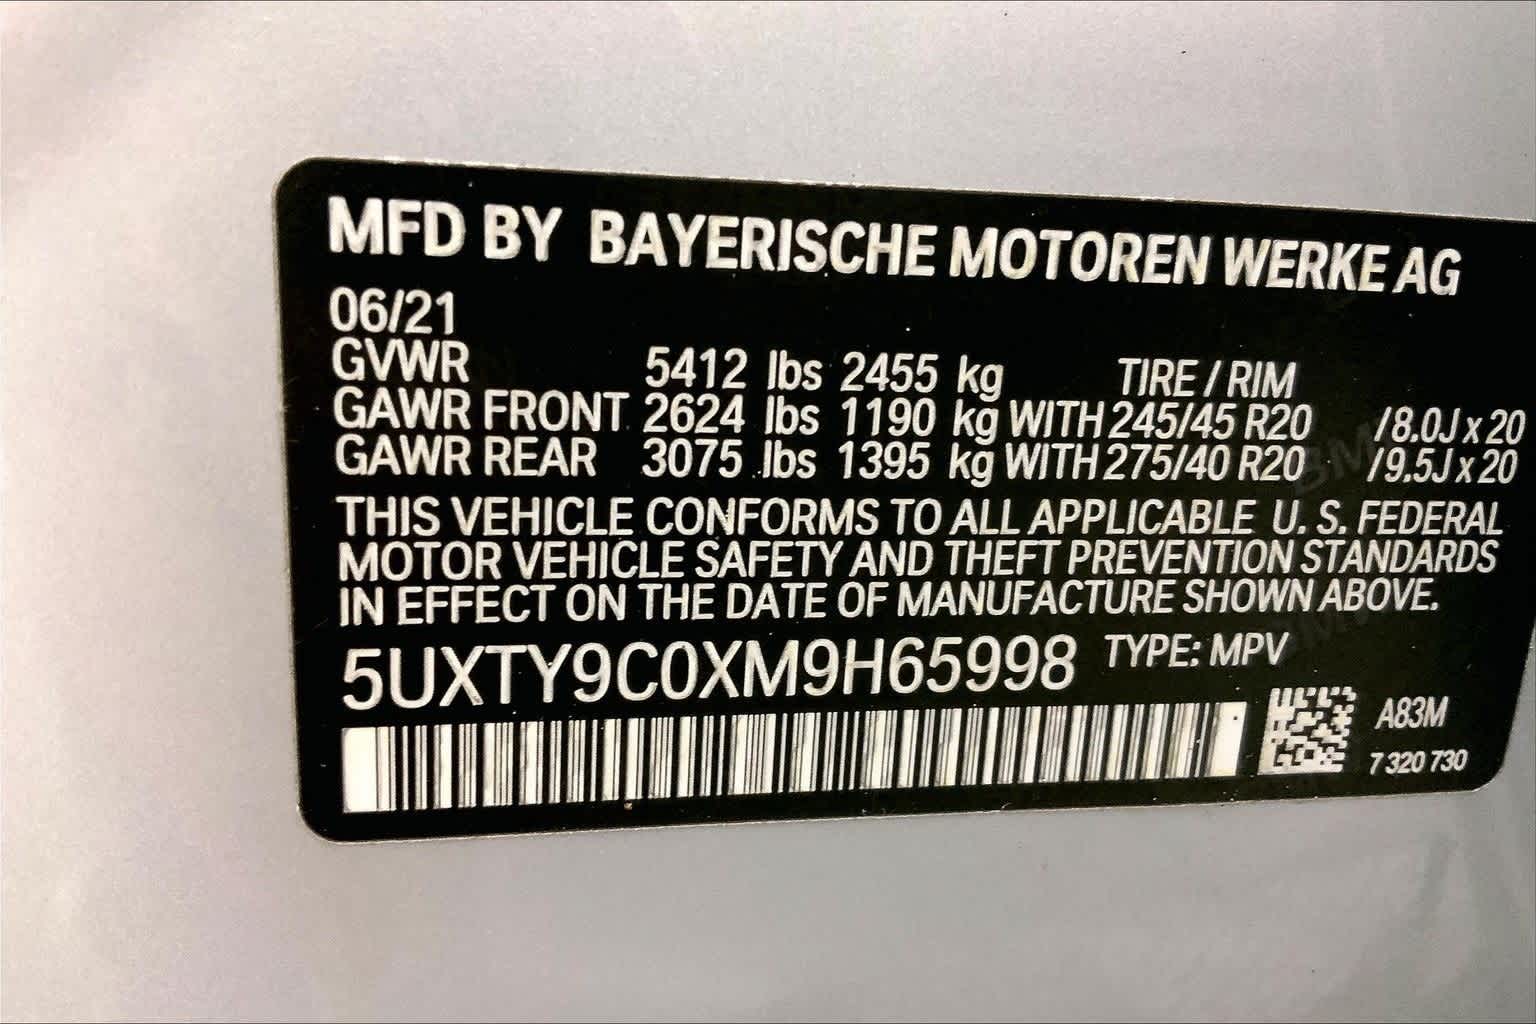 MFD BY BAYERISCHE MOTOREN WERKE AG
06/21
GVWR 5412 lbs 2455 kg TIRE / RIM
GAWR FRONT 2624 lbs 1190 kg WITH 245/45 R20 /8.0J x 20
GAWR REAR 3075 lbs 1395 kg WITH 275/40 R20 /9.5J x 20
THIS VEHICLE CONFORMS TO ALL APPLICABLE U. S. FEDERAL
MOTOR VEHICLE SAFETY AND THEFT PREVENTION STANDARDS
IN EFFECT ON THE DATE OF MANUFACTURE SHOWN ABOVE.
5UXTY9C0XM9H65998 TYPE: MPV
A83M
7 320 730